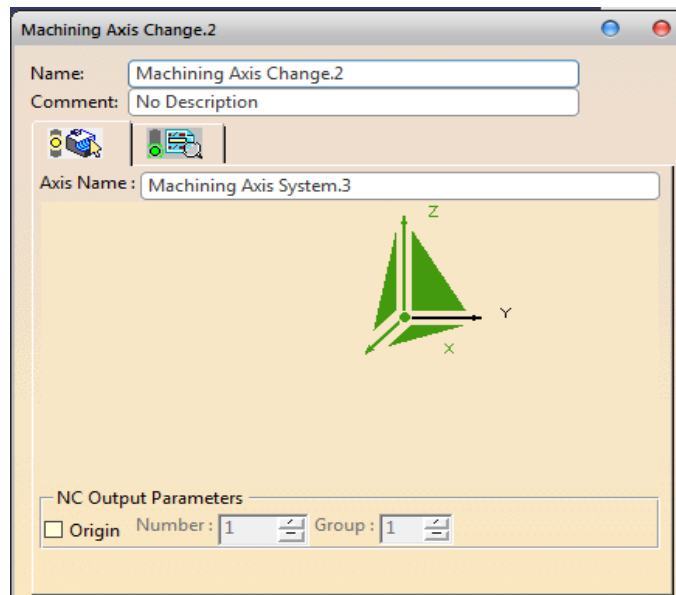 Machining Axis Change.2
Name: Machining Axis Change.2
Comment: No Description
Axis Name : Machining Axis System.3
Z
Y
X
NC Output Parameters
Origin Number : 1 Group : 1